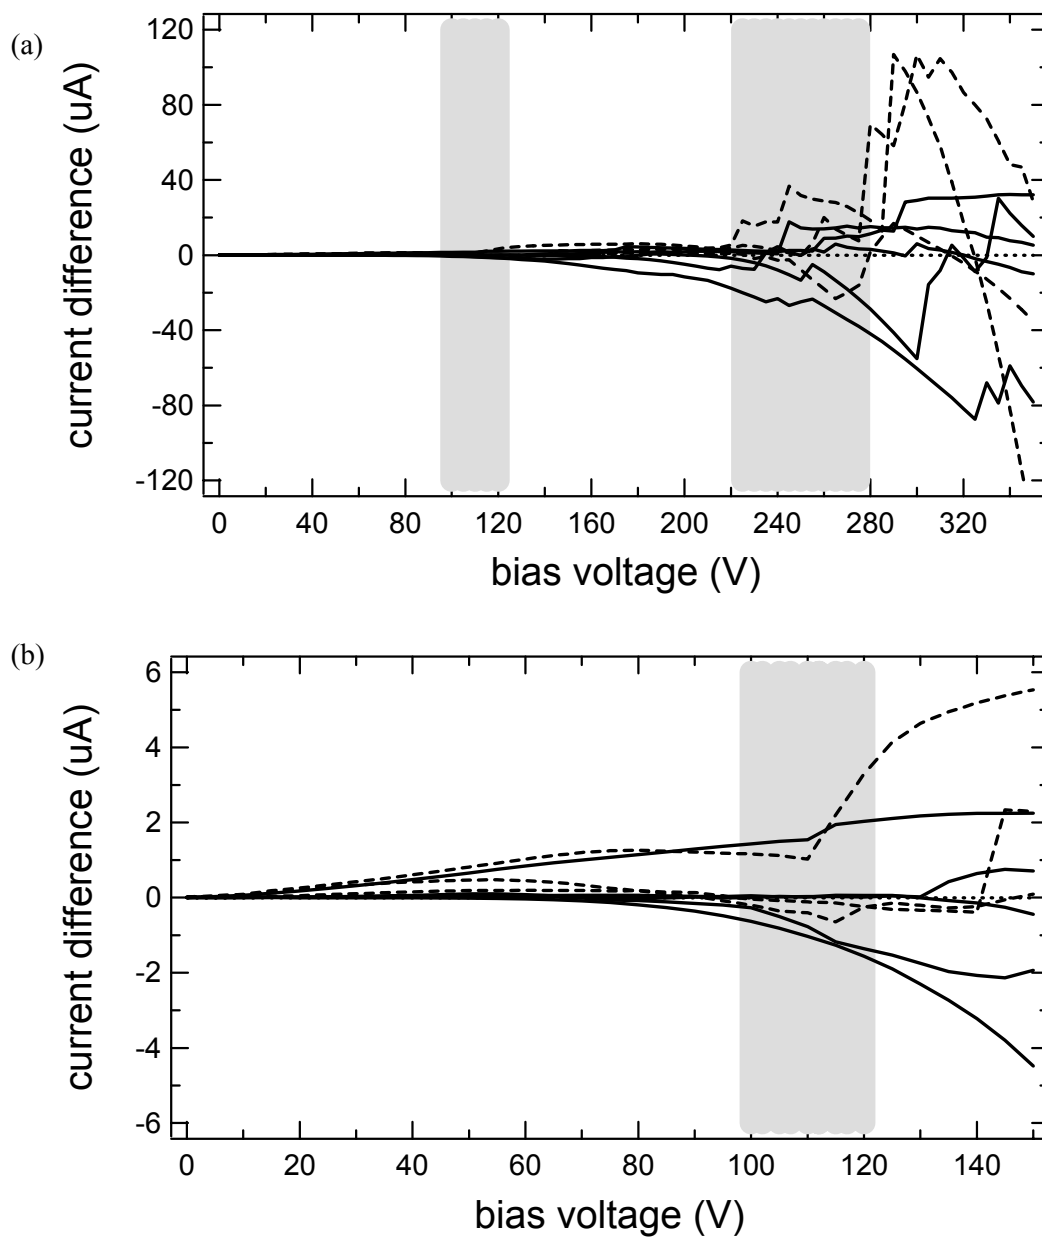 (a)
120
80
40
0
-40
-80
-120
current difference (uA)
0 40 80 120 160 200 240 280 320
bias voltage (V)
(b)
6
4
2
0
-2
-4
-6
current difference (uA)
0 20 40 60 80 100 120 140
bias voltage (V)